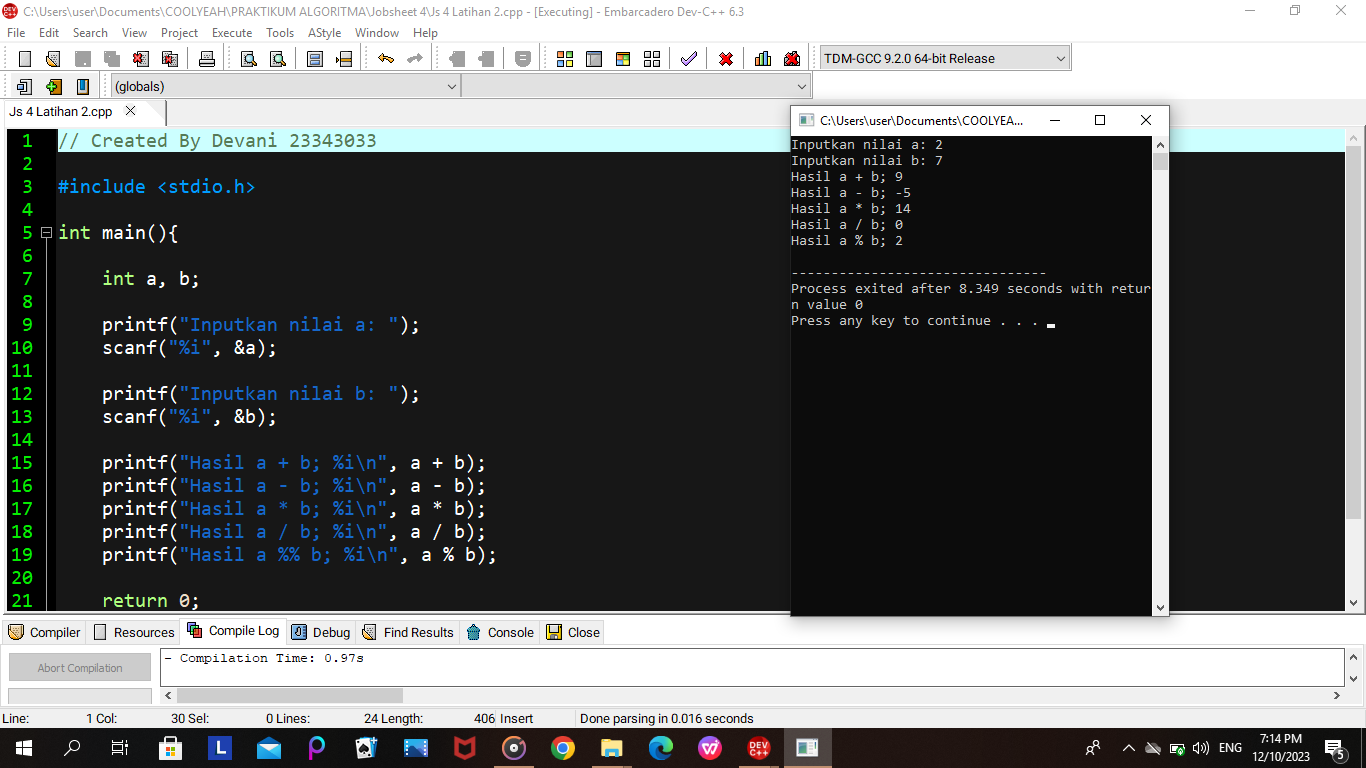 C:\Users\user\Documents\COOLYEAH\PRAKTIKUM ALGORITMA\Jobsheet 4\Js 4 Latihan 2.cpp - [Executing] - Embarcadero Dev-C++ 6.3
File Edit Search View Project Execute Tools AStyle Window Help
TDM-GCC 9.2.0 64-bit Release
(globals)
Js 4 Latihan 2.cpp
1 // Created By Devani 23343033
2
3 #include <stdio.h>
4
5 int main(){
6
7 int a, b;
8
9 printf("Inputkan nilai a: ");
10 scanf("%i", &a);
11
12 printf("Inputkan nilai b: ");
13 scanf("%i", &b);
14
15 printf("Hasil a + b; %i\n", a + b);
16 printf("Hasil a - b; %i\n", a - b);
17 printf("Hasil a * b; %i\n", a * b);
18 printf("Hasil a / b; %i\n", a / b);
19 printf("Hasil a %% b; %i\n", a % b);
20
21 return 0;
C:\Users\user\Documents\COOLYEA...
Inputkan nilai a: 2
Inputkan nilai b: 7
Hasil a + b; 9
Hasil a - b; -5
Hasil a * b; 14
Hasil a / b; 0
Hasil a % b; 2
--------------------------------
Process exited after 8.349 seconds with retur
n value 0
Press any key to continue . . .
Compiler Resources Compile Log Debug Find Results Console Close
Abort Compilation
- Compilation Time: 0.97s
Line: 1 Col: 30 Sel: 0 Lines: 24 Length: 406 Insert Done parsing in 0.016 seconds
L
DEV C++
ENG
7:14 PM
12/10/2023
5